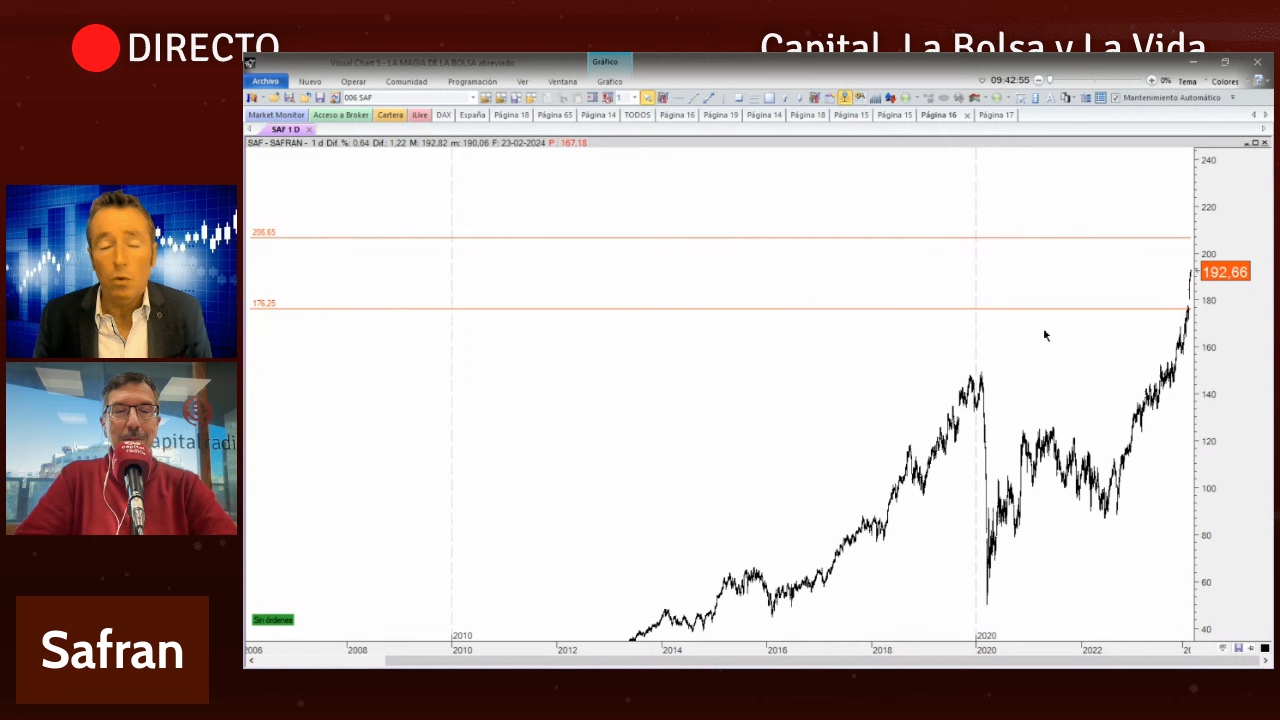 DIRECTO
Capital, La Bolsa y La Vida
Visual Chart 5 - LA MAGIA DE LA BOLSA abreviado
Gráfico
Archivo Nuevo Operar Comunidad Programación Ver Ventana Gráfico
09:42:55 0% Tema Colores
006 SAF
1
Mantenimiento Automático
Market Monitor Acceso a Broker Cartera iLive DAX España Página 18 Página 65 Página 14 TODOS Página 16 Página 19 Página 14 Página 18 Página 15 Página 15 Página 16 Página 17
SAF 1 D
SAF - SAFRAN - 1 d Dif. %: 0,64 Dif.: 1,22 M: 192,82 m: 190,06 F: 23-02-2024 P : 167,18
240
220
206,65
200
192,66
180
176,25
160
140
120
100
80
60
40
capital radio
Sin órdenes
2010 2020
2006 2008 2010 2012 2014 2016 2018 2020 2022
Safran